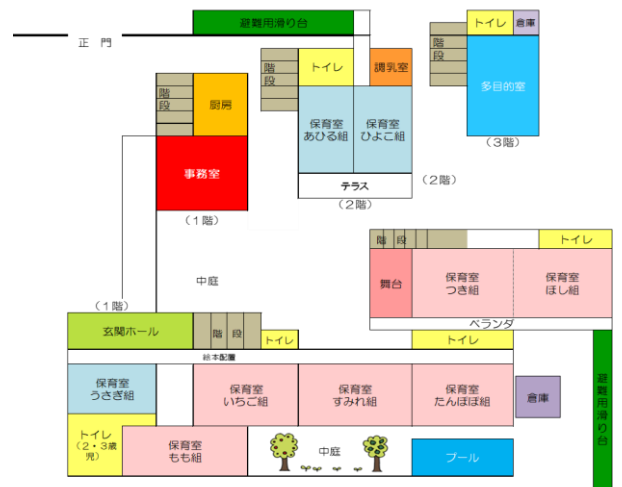 避難用滑り台
正 門
トイレ
倉庫
階
段
多目的室
(3階)
階
段
トイレ
調乳室
保育室
あひる組
保育室
ひよこ組
テラス
(2階)
(2階)
階
段
厨房
事務室
(1階)
中庭
階 段
トイレ
舞台
保育室
つき組
保育室
ほし組
ベランダ
(1階)
玄関ホール
階 段
トイレ
トイレ
絵本配置
保育室
うさぎ組
保育室
いちご組
保育室
すみれ組
保育室
たんぽぽ組
倉庫
避難用滑り台
トイレ
(2・3歳
児)
保育室
もも組
中庭
プール